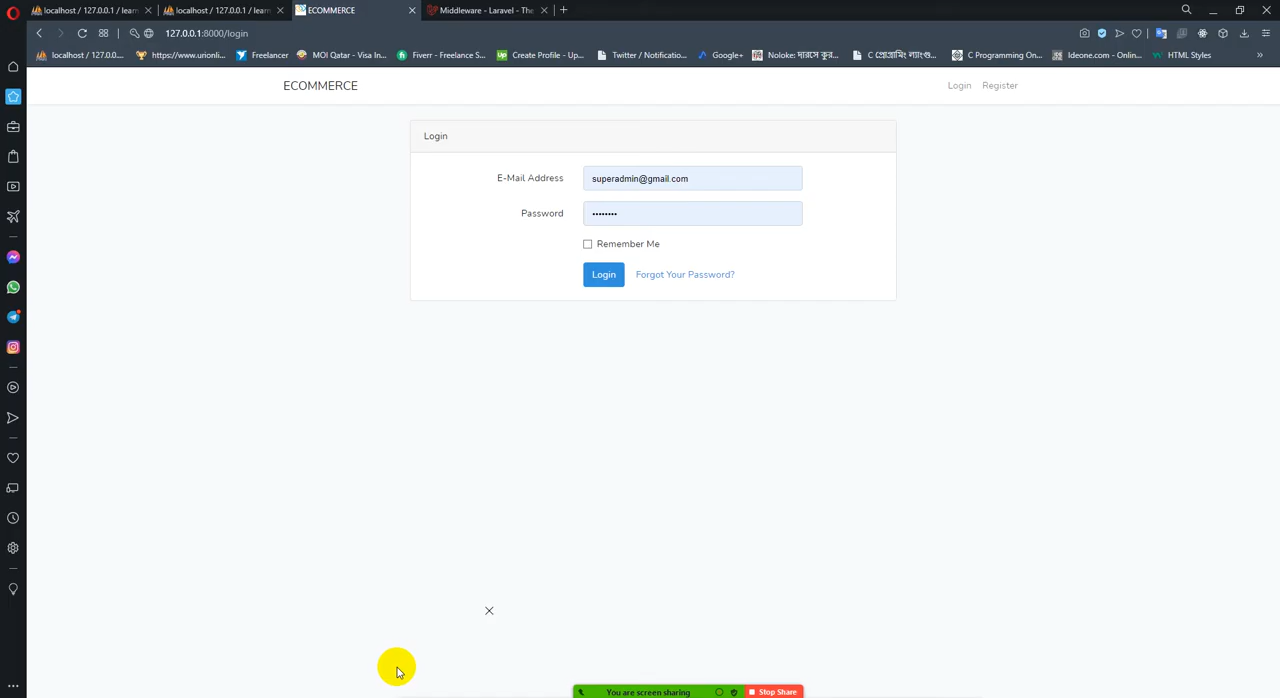 localhost / 127.0.0.1 / learn
localhost / 127.0.0.1 / learn
ECOMMERCE
Middleware - Laravel - The
127.0.0.1:8000/login
localhost / 127.0.0....
https://www.urionli...
Freelancer
MOI Qatar - Visa In...
Fiverr - Freelance S...
Create Profile - Up...
Twitter / Notificatio...
Google+
Noloke: দারসে কুর...
C প্রোগ্রামিং ল্যাংগু...
C Programming On...
Ideone.com - Onlin...
HTML Styles
»
ECOMMERCE
Login
Register
Login
E-Mail Address
superadmin@gmail.com
Password
••••••••
Remember Me
Login
Forgot Your Password?
You are screen sharing
Stop Share